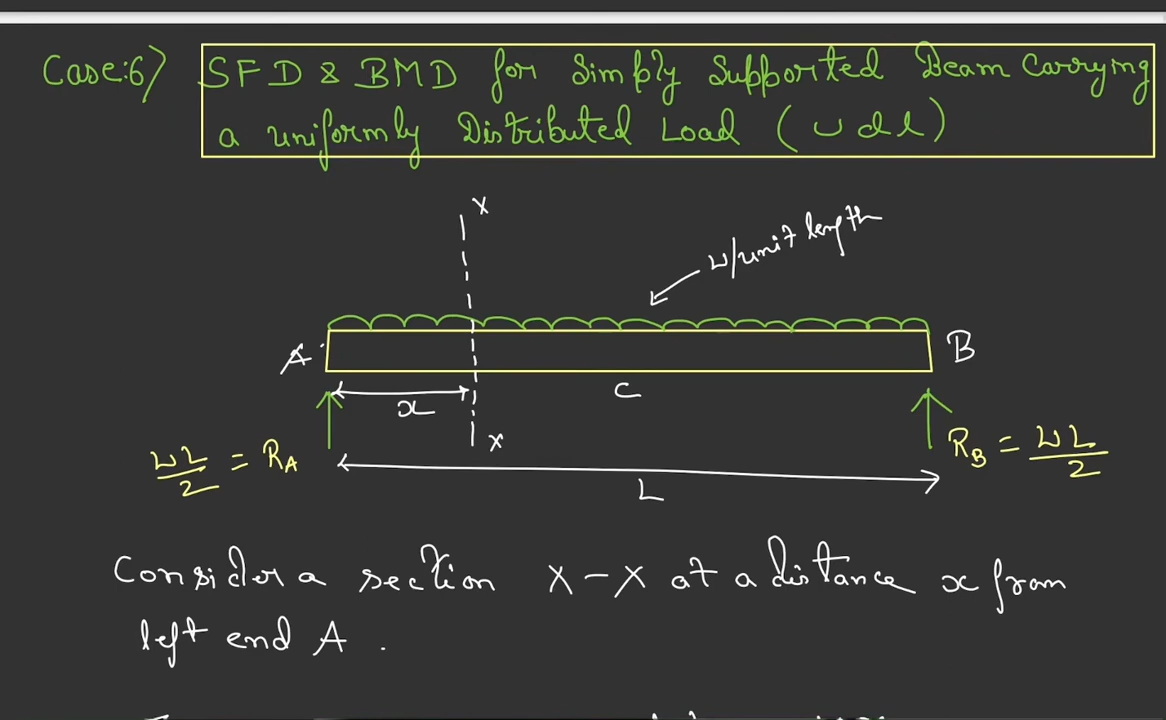 Case:6) SFD & BMD for Simply Supported Beam Carrying
a uniformly Distributed Load (udl)
x
w/unit length
A
B
x
C
x
wL/2 = RA
RB = wL/2
L
Consider a section X-X at a distance x from
left end A.